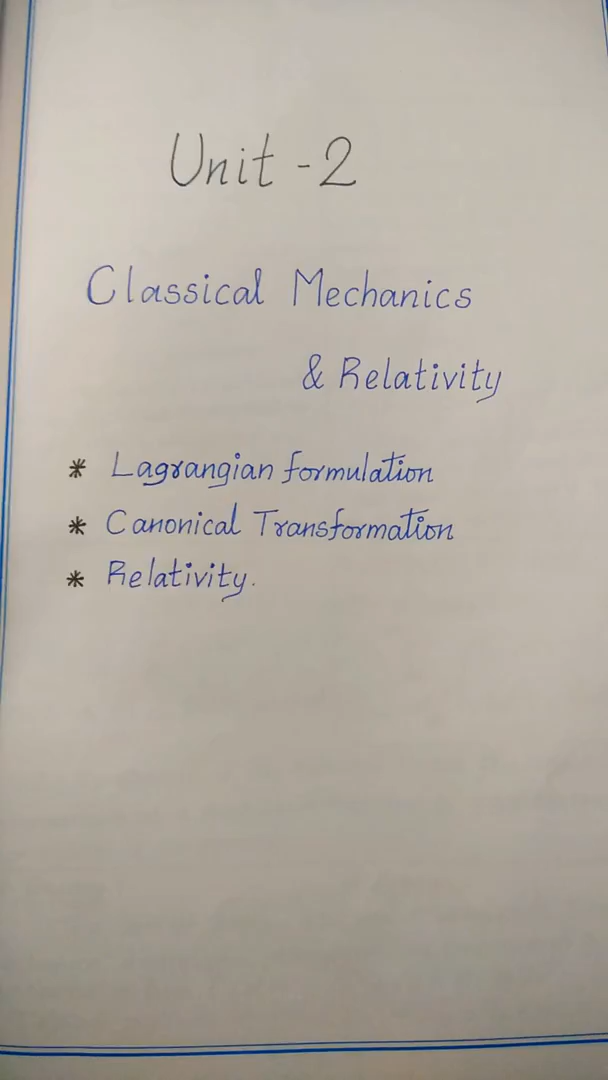 Unit - 2
Classical Mechanics
& Relativity
* Lagrangian formulation
* Canonical Transformation
* Relativity.